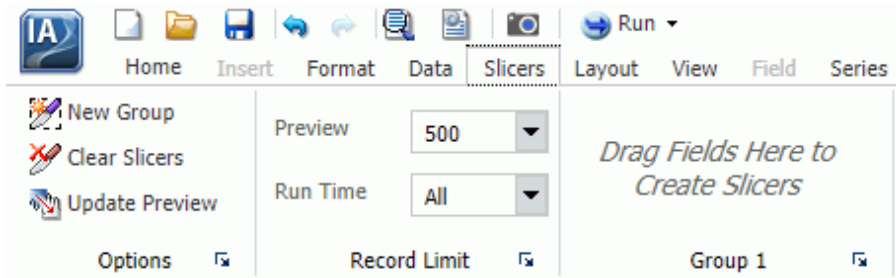 IA
Run
Home Insert Format Data Slicers Layout View Field Series
New Group
Clear Slicers
Update Preview
Options
Preview 500
Run Time All
Record Limit
Drag Fields Here to
Create Slicers
Group 1